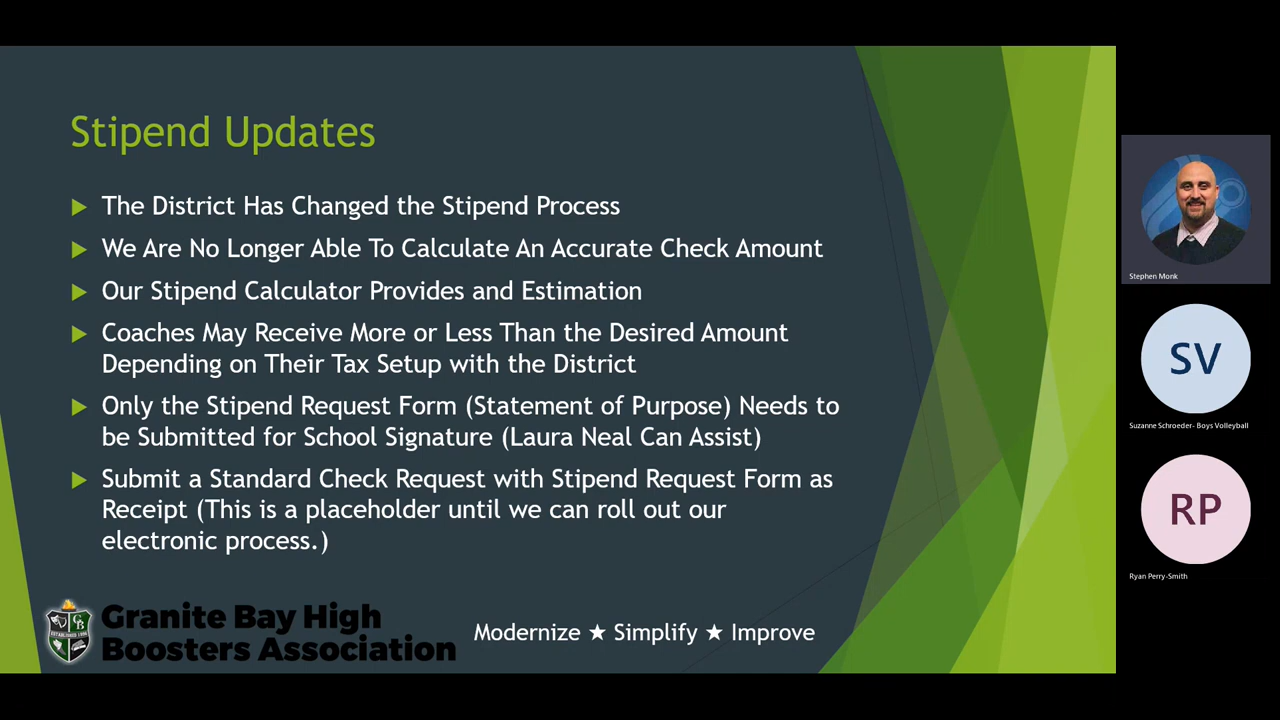 Stipend Updates
The District Has Changed the Stipend Process
We Are No Longer Able To Calculate An Accurate Check Amount
Our Stipend Calculator Provides and Estimation
Coaches May Receive More or Less Than the Desired Amount
Depending on Their Tax Setup with the District
Only the Stipend Request Form (Statement of Purpose) Needs to
be Submitted for School Signature (Laura Neal Can Assist)
Submit a Standard Check Request with Stipend Request Form as
Receipt (This is a placeholder until we can roll out our
electronic process.)
Granite Bay High
Boosters Association
Modernize ★ Simplify ★ Improve
Stephen Monk
SV
Suzanne Schroeder- Boys Volleyball
RP
Ryan Perry-Smith